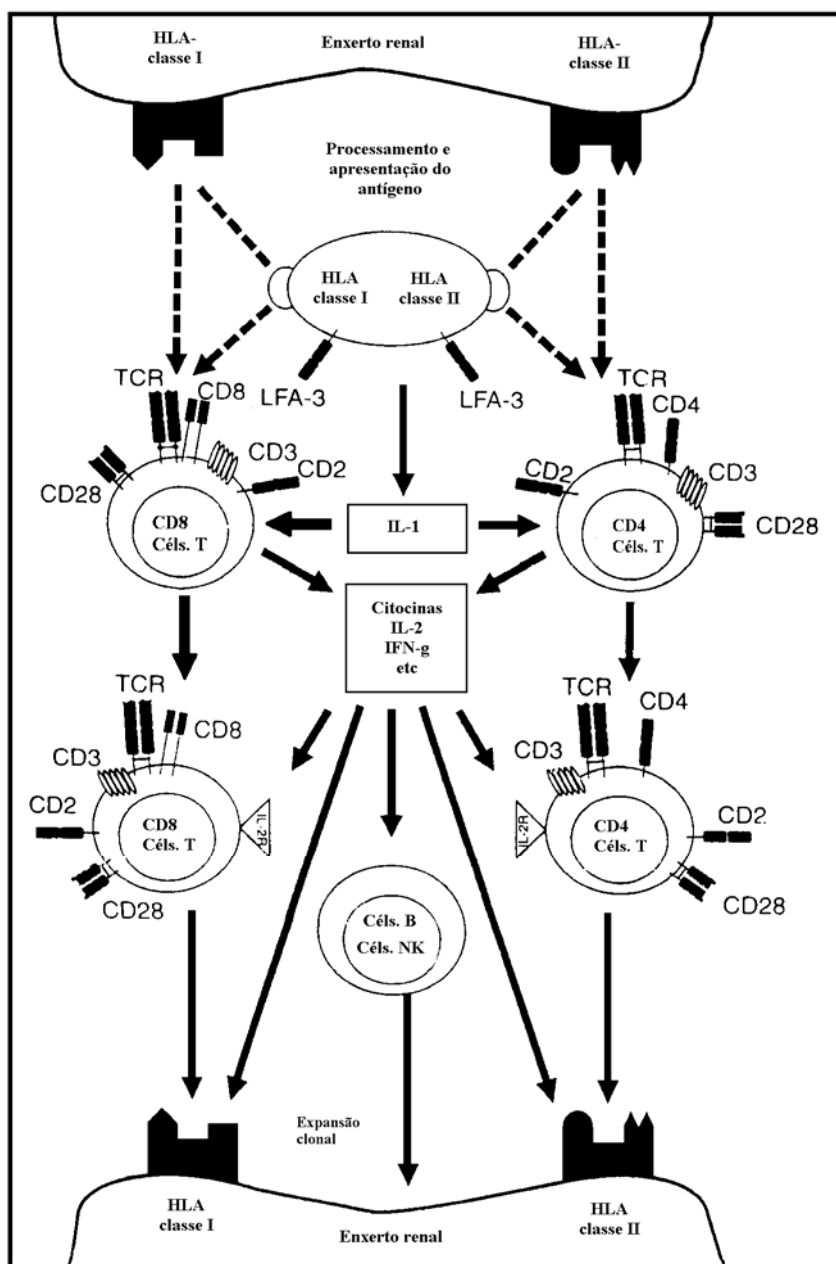 HLA-
classe I
Enxerto renal
HLA-
classe II
Processamento e
apresentação do
antígeno
HLA
classe I
HLA
classe II
LFA-3
LFA-3
TCR
CD8
CD3
CD2
CD28
CD8
Céls. T
IL-1
TCR
CD4
CD2
CD3
CD28
CD4
Céls. T
Citocinas
IL-2
IFN-g
etc
TCR
CD8
CD3
CD2
CD28
CD8
Céls. T
IL-2R
TCR
CD4
CD3
CD2
CD28
IL-2R
CD4
Céls. T
Céls. B
Céls. NK
Expansão
clonal
HLA
classe I
Enxerto renal
HLA
classe II